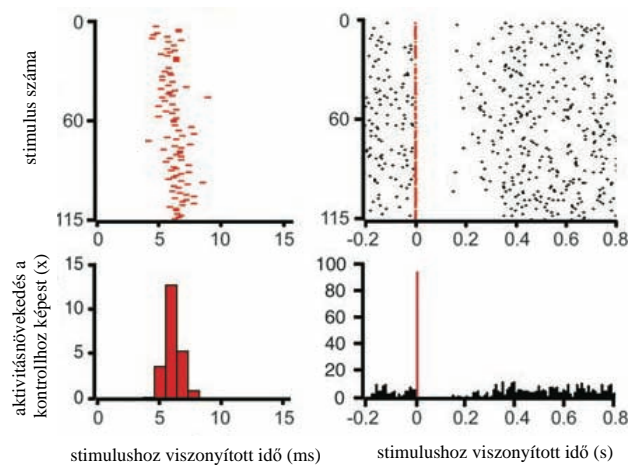 stimulus száma
0
60
115
0 5 10 15
0
60
115
-0.2 0 0.2 0.4 0.6 0.8
aktivitásnövekedés a
kontrollhoz képest (x)
15
10
5
0
0 5 10 15
stimulushoz viszonyított idő (ms)
100
80
60
40
20
0
-0.2 0 0.2 0.4 0.6 0.8
stimulushoz viszonyított idő (s)